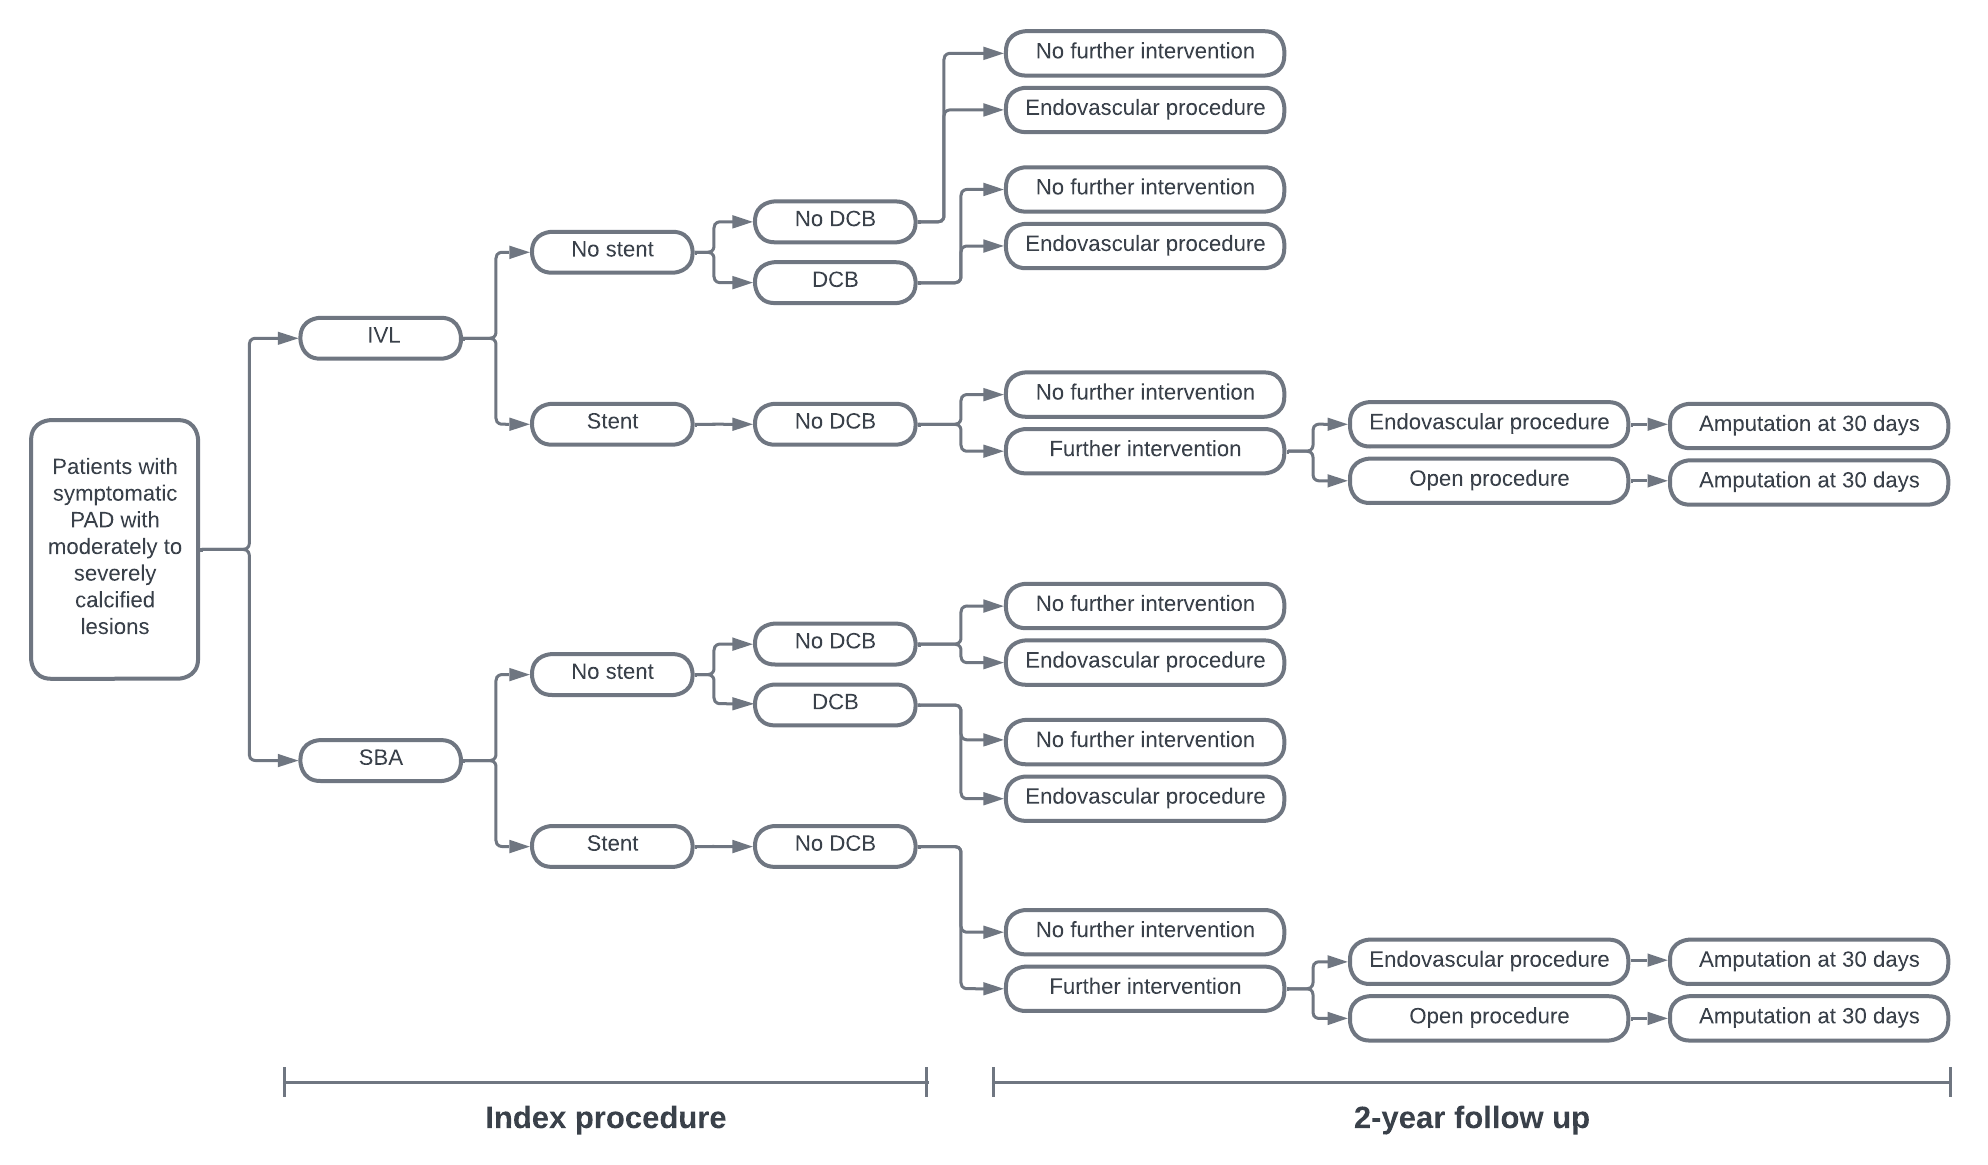 No further intervention
Endovascular procedure
No further intervention
No DCB
No stent
Endovascular procedure
DCB
IVL
No further intervention
Stent
No DCB
Endovascular procedure
Amputation at 30 days
Further intervention
Open procedure
Amputation at 30 days
Patients with
symptomatic
PAD with
moderately to
severely
calcified
lesions
No further intervention
No DCB
Endovascular procedure
No stent
DCB
No further intervention
SBA
Endovascular procedure
Stent
No DCB
No further intervention
Endovascular procedure
Amputation at 30 days
Further intervention
Open procedure
Amputation at 30 days
Index procedure
2-year follow up